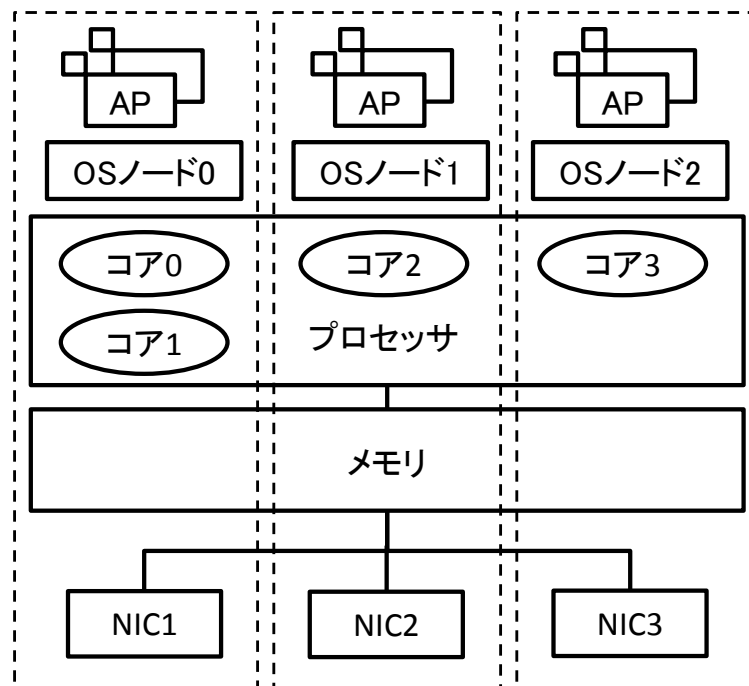 AP AP AP
OSノード0 OSノード1 OSノード2
コア0 コア2 コア3
コア1 プロセッサ
メモリ
NIC1 NIC2 NIC3